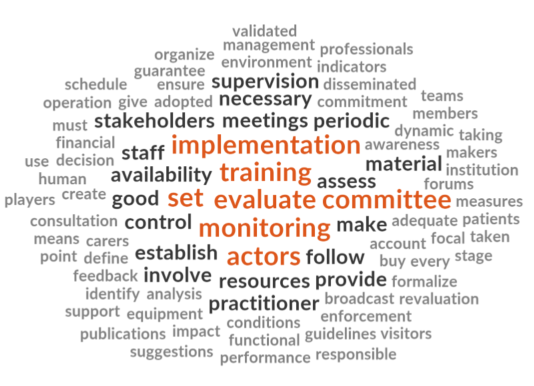 validated
organize management professionals
guarantee environment indicators
schedule ensure supervision disseminated
operation give adopted necessary commitment teams
must stakeholders meetings periodic members
financial staff implementation awareness dynamic taking
use decision availability training material makers
human assess institution
players create good set evaluate committee forums measures
consultation control monitoring make adequate patients
means carers account focal taken
point define establish actors follow buy every stage
feedback involve resources provide formalize
identify analysis practitioner broadcast revaluation
support equipment conditions enforcement
publications impact functional guidelines visitors
suggestions performance responsible